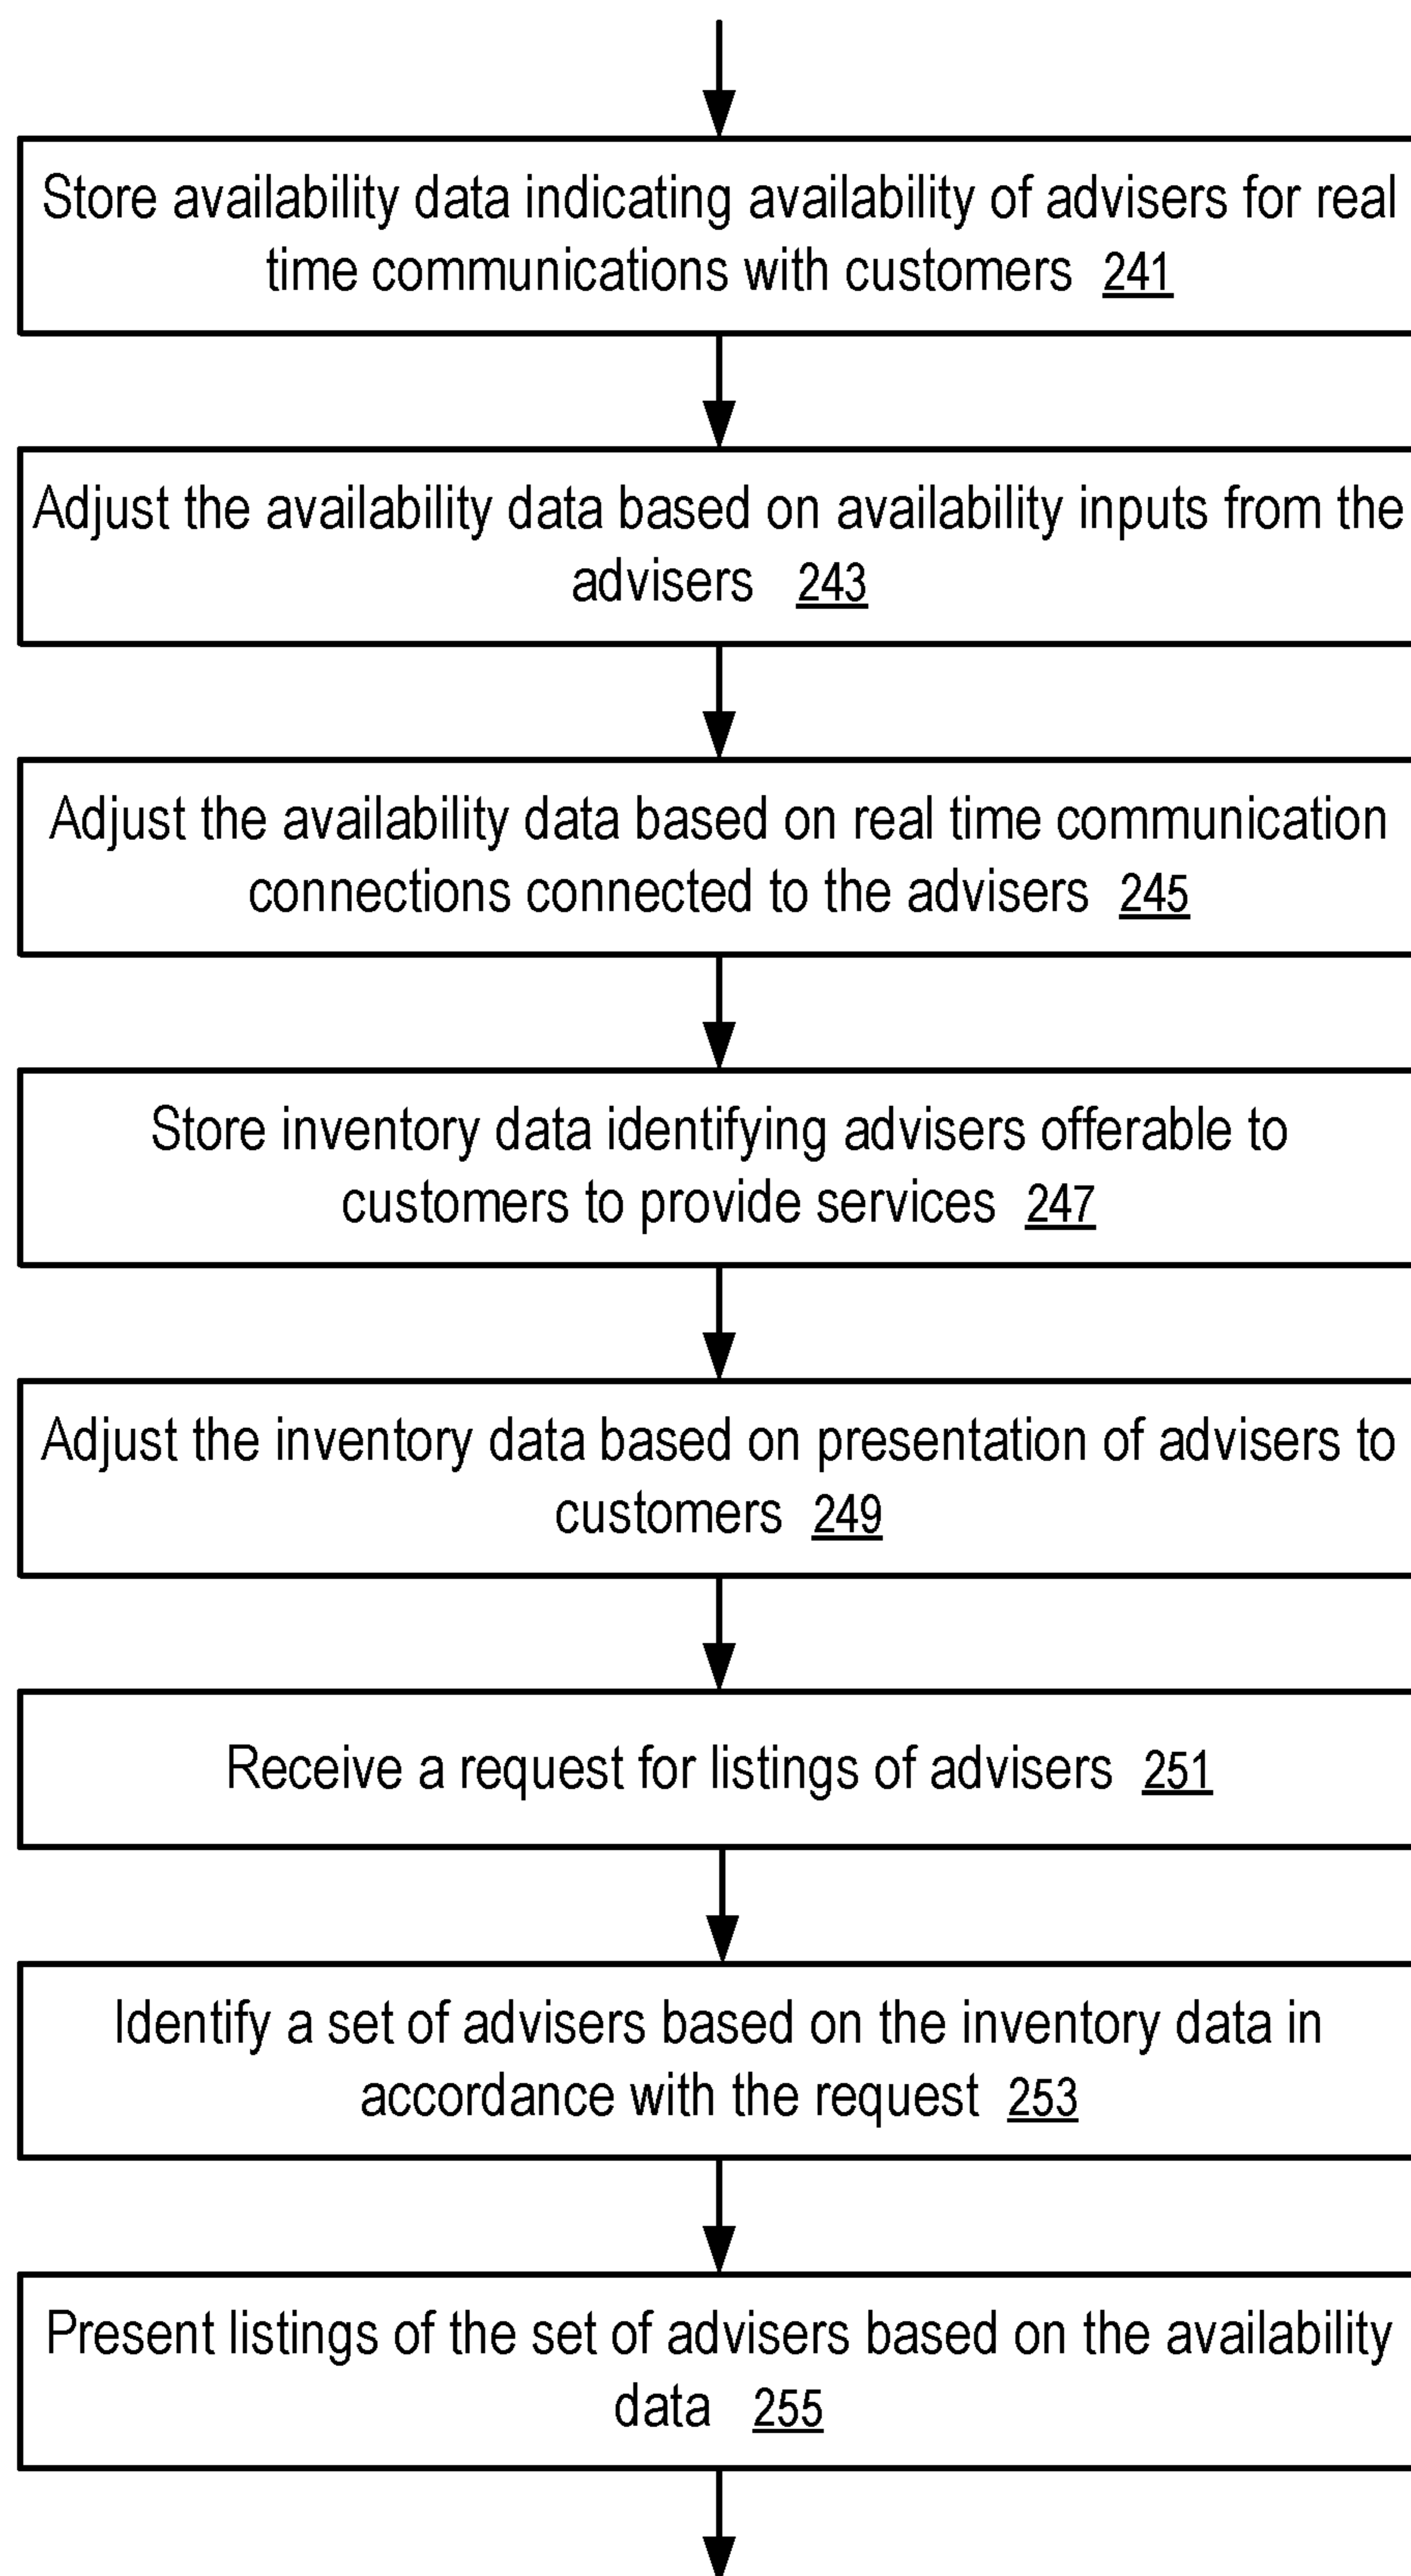 Store availability data indicating availability of advisers for real
time communications with customers 241
Adjust the availability data based on availability inputs from the
advisers 243
Adjust the availability data based on real time communication
connections connected to the advisers 245
Store inventory data identifying advisers offerable to
customers to provide services 247
Adjust the inventory data based on presentation of advisers to
customers 249
Receive a request for listings of advisers 251
Identify a set of advisers based on the inventory data in
accordance with the request 253
Present listings of the set of advisers based on the availability
data 255